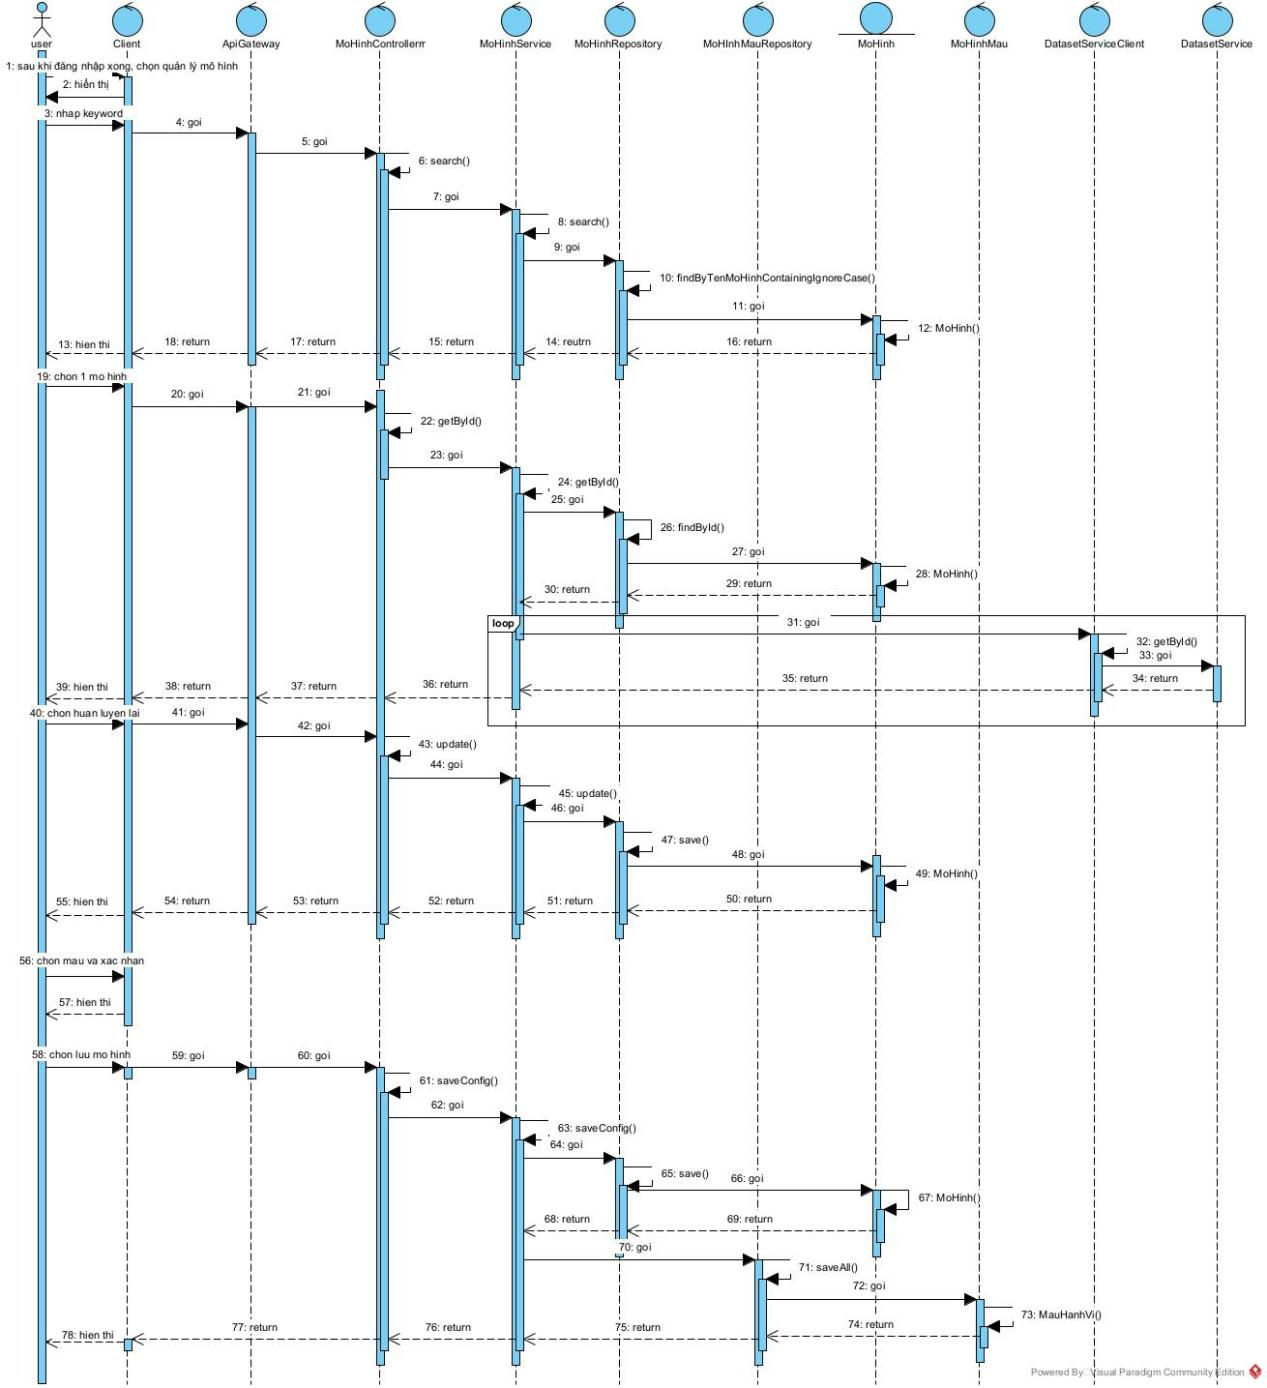 user
Client
ApiGateway
MoHinhControllerrr
MoHinhService
MoHinhRepository
MoHInhMauRepository
MoHinh
MoHinhMau
DatasetServiceClient
DatasetService
1: sau khi đăng nhập xong, chọn quản lý mô hình
2: hiển thị
3: nhap keyword
4: goi
5: goi
6: search()
7: goi
8: search()
9: goi
10: findByTenMoHinhContainingIgnoreCase()
11: goi
12: MoHinh()
13: hien thi
18: return
17: return
15: return
14: reutrn
16: return
19: chon 1 mo hinh
20: goi
21: goi
22: getById()
23: goi
24: getById()
25: goi
26: findById()
27: goi
28: MoHinh()
29: return
30: return
loop
31: goi
32: getById()
33: goi
34: return
35: return
36: return
37: return
38: return
39: hien thi
40: chon huan luyen lai
41: goi
42: goi
43: update()
44: goi
45: update()
46: goi
47: save()
48: goi
49: MoHinh()
50: return
51: return
52: return
53: return
54: return
55: hien thi
56: chon mau va xac nhan
57: hien thi
58: chon luu mo hinh
59: goi
60: goi
61: saveConfig()
62: goi
63: saveConfig()
64: goi
65: save()
66: goi
67: MoHinh()
68: return
69: return
70: goi
71: saveAll()
72: goi
73: MauHanhVi()
74: return
75: return
76: return
77: return
78: hien thi
Powered By Visual Paradigm Community Edition